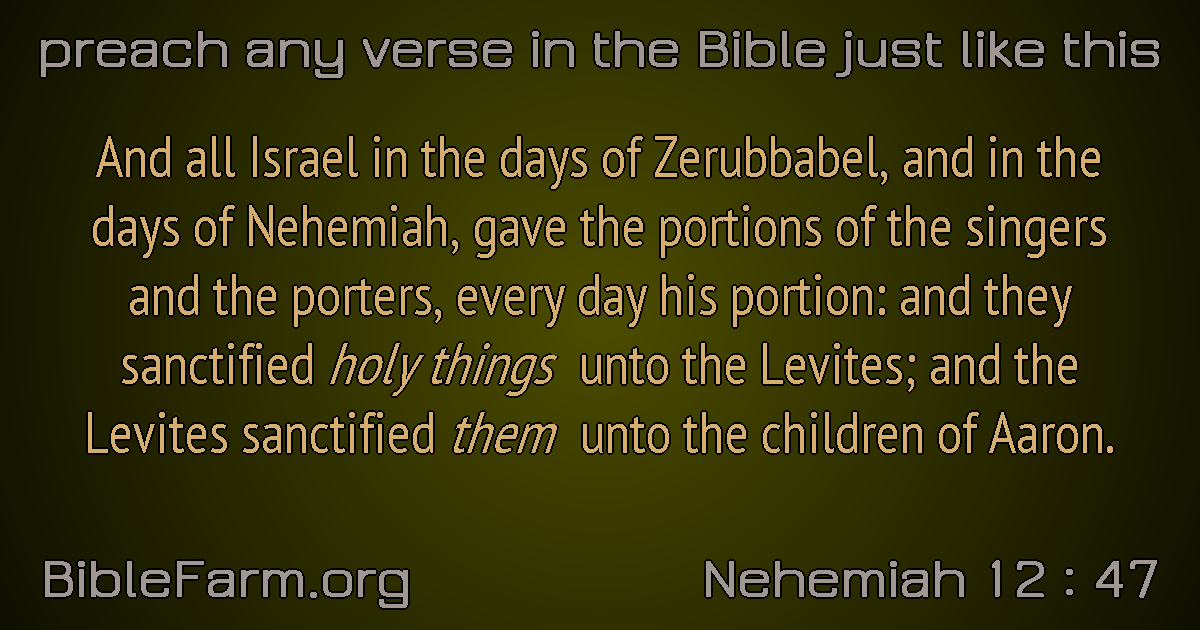 preach any verse in the Bible just like this
And all Israel in the days of Zerubbabel, and in the
days of Nehemiah, gave the portions of the singers
and the porters, every day his portion: and they
sanctified holy things unto the Levites; and the
Levites sanctified them unto the children of Aaron.
BibleFarm.org
Nehemiah 12 : 47